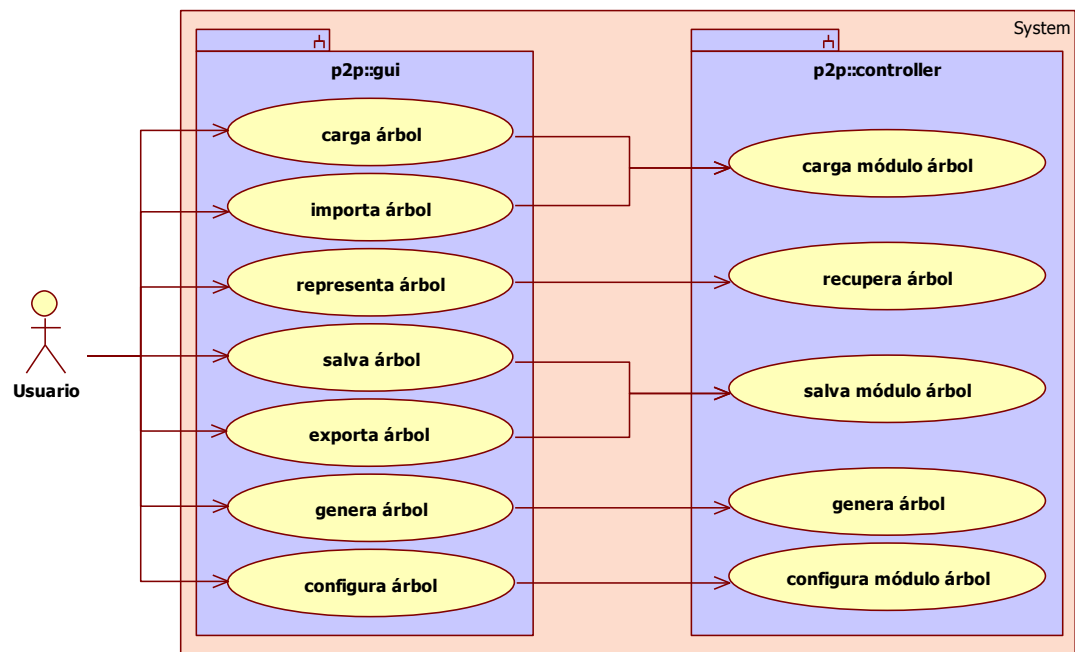 System
p2p::gui
p2p::controller
carga árbol
carga módulo árbol
importa árbol
representa árbol
recupera árbol
salva árbol
salva módulo árbol
Usuario
exporta árbol
genera árbol
genera árbol
configura árbol
configura módulo árbol